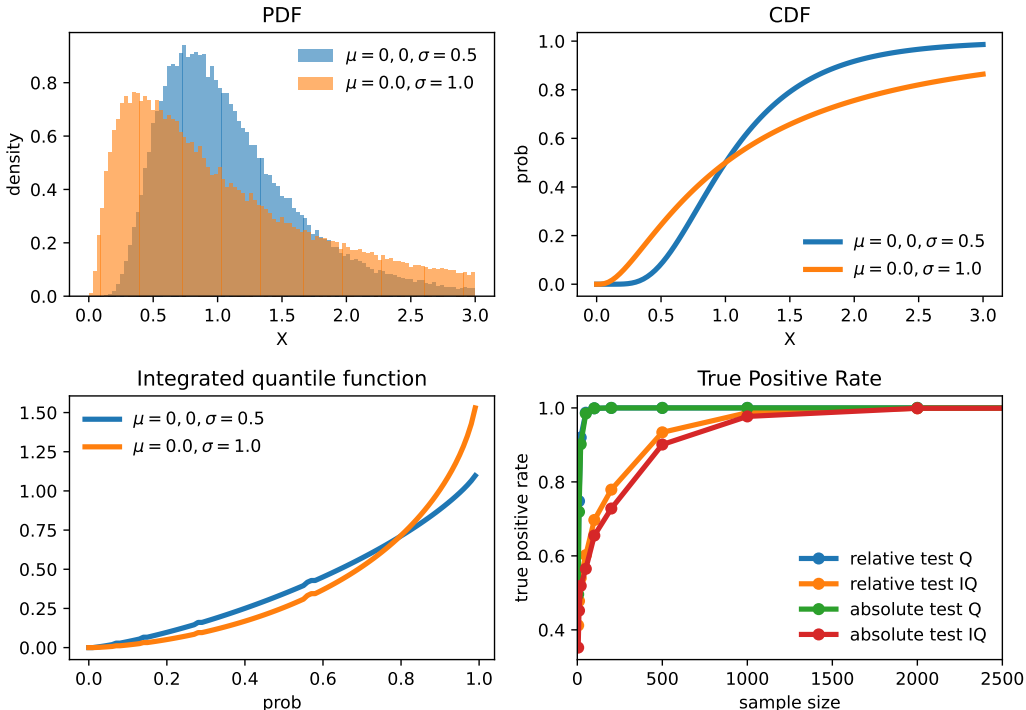 PDF
density
0.8
0.6
0.4
0.2
0.0
μ = 0, 0, σ = 0.5
μ = 0.0, σ = 1.0
0.0 0.5 1.0 1.5 2.0 2.5 3.0
X
CDF
prob
1.0
0.8
0.6
0.4
0.2
0.0
μ = 0, 0, σ = 0.5
μ = 0.0, σ = 1.0
0.0 0.5 1.0 1.5 2.0 2.5 3.0
X
Integrated quantile function
1.50
1.25
1.00
0.75
0.50
0.25
0.00
μ = 0, 0, σ = 0.5
μ = 0.0, σ = 1.0
0.0 0.2 0.4 0.6 0.8 1.0
prob
True Positive Rate
true positive rate
1.0
0.8
0.6
0.4
relative test Q
relative test IQ
absolute test Q
absolute test IQ
0 500 1000 1500 2000 2500
sample size